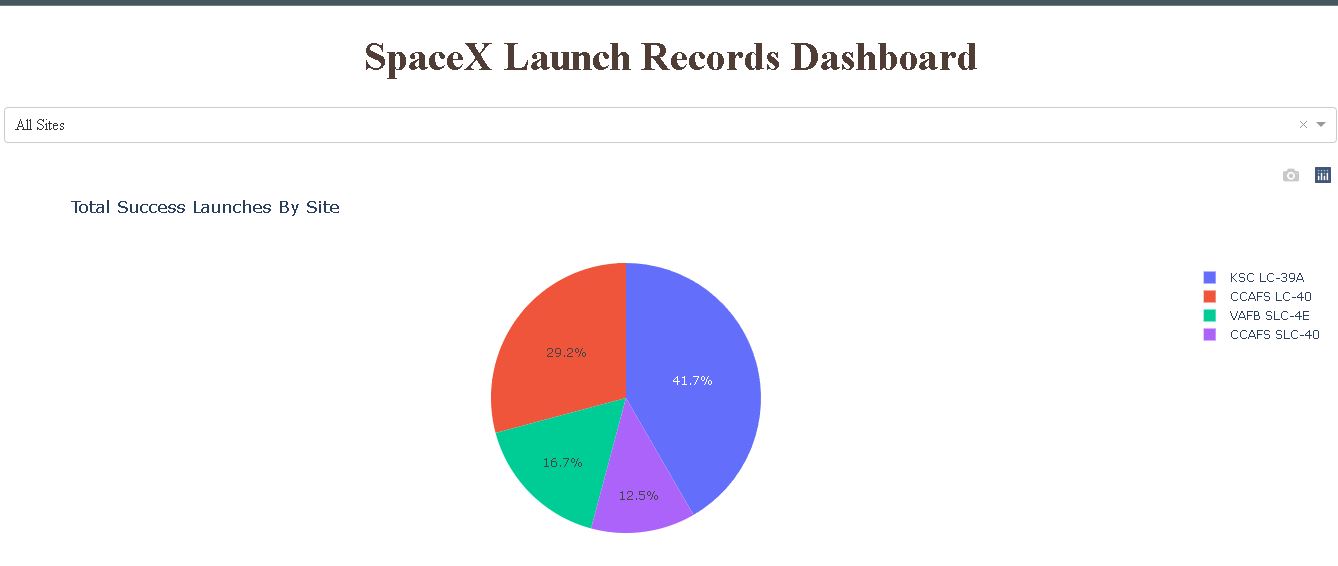 SpaceX Launch Records Dashboard
All Sites
Total Success Launches By Site
KSC LC-39A
CCAFS LC-40
VAFB SLC-4E
CCAFS SLC-40
29.2%
41.7%
16.7%
12.5%